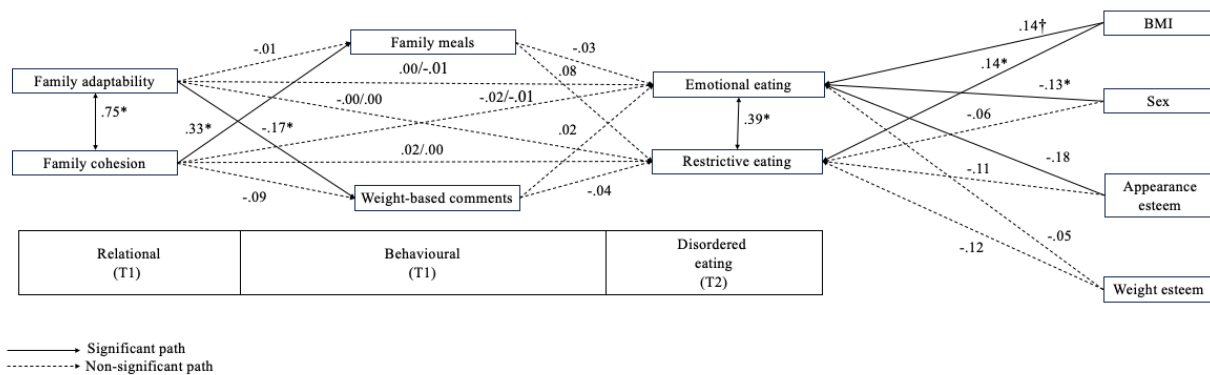 Family meals
BMI
Family adaptability
Emotional eating
Sex
Family cohesion
Restrictive eating
Weight-based comments
Appearance
esteem
Weight esteem
-.01
.00/-.01
-.00/.00
.75*
.33*
-.17*
-.02/-.01
.02/.00
-.09
-.03
.08
.02
-.04
.39*
.14†
.14*
-.13*
-.06
-.18
-.11
-.05
-.12
Relational
(T1)
Behavioural
(T1)
Disordered
eating
(T2)
Significant path
Non-significant path